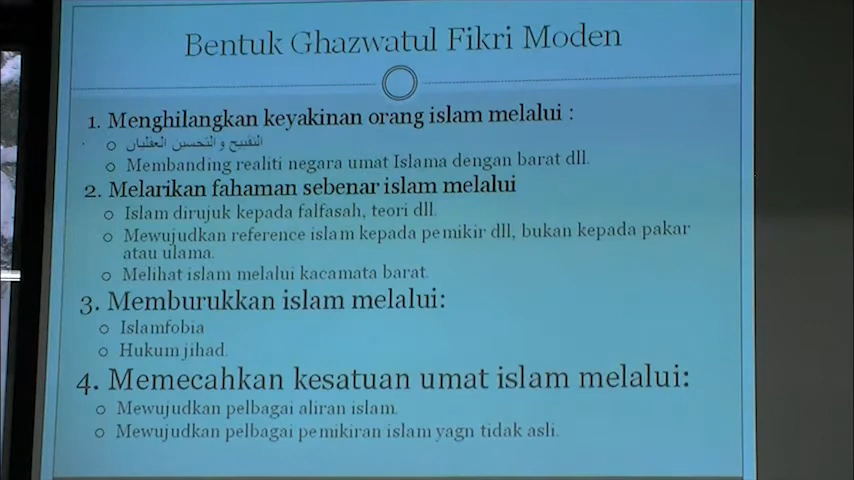 Bentuk Ghazwatul Fikri Moden
1. Menghilangkan keyakinan orang islam melalui :
التقبيح و التحسين العقليان
Membanding realiti negara umat Islama dengan barat dll.
2. Melarikan fahaman sebenar islam melalui
Islam dirujuk kepada falfasah, teori dll.
Mewujudkan reference islam kepada pemikir dll, bukan kepada pakar
atau ulama.
Melihat islam melalui kacamata barat.
3. Memburukkan islam melalui:
Islamfobia
Hukum jihad.
4. Memecahkan kesatuan umat islam melalui:
Mewujudkan pelbagai aliran islam.
Mewujudkan pelbagai pemikiran islam yagn tidak asli.